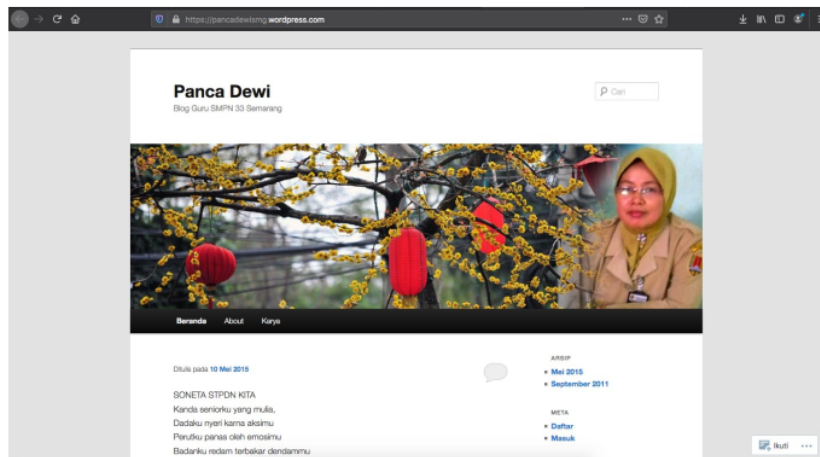 https://pancadewismg.wordpress.com
Panca Dewi
Blog Guru SMPN 33 Semarang
Cari
Beranda About Karya
Ditulis pada 10 Mei 2015
SONETA STPDN KITA
Kanda seniorku yang mulia,
Dadaku nyeri karna aksimu
Perutku panas oleh emosimu
Badanku redam terbakar dendammu
ARSIP
Mei 2015
September 2011
META
Daftar
Masuk
Ikuti